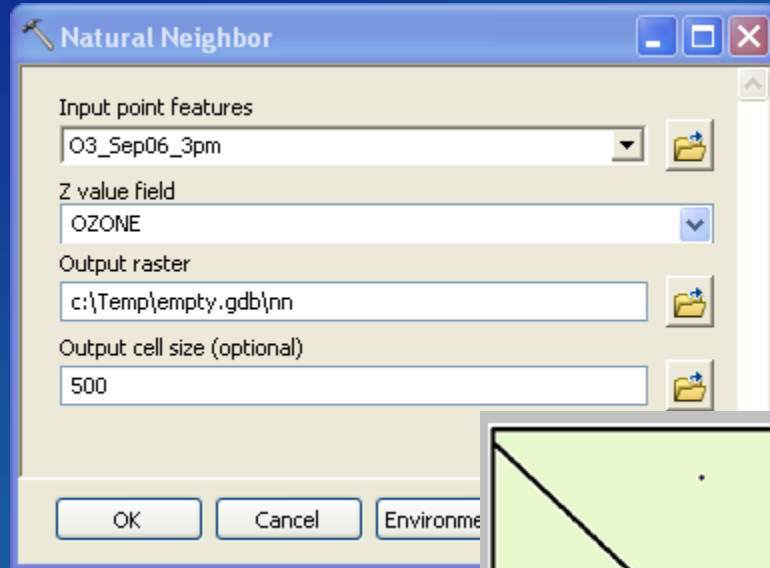 Natural Neighbor
Input point features
O3_Sep06_3pm
Z value field
OZONE
Output raster
c:\Temp\empty.gdb\nn
Output cell size (optional)
500
OK Cancel Environme